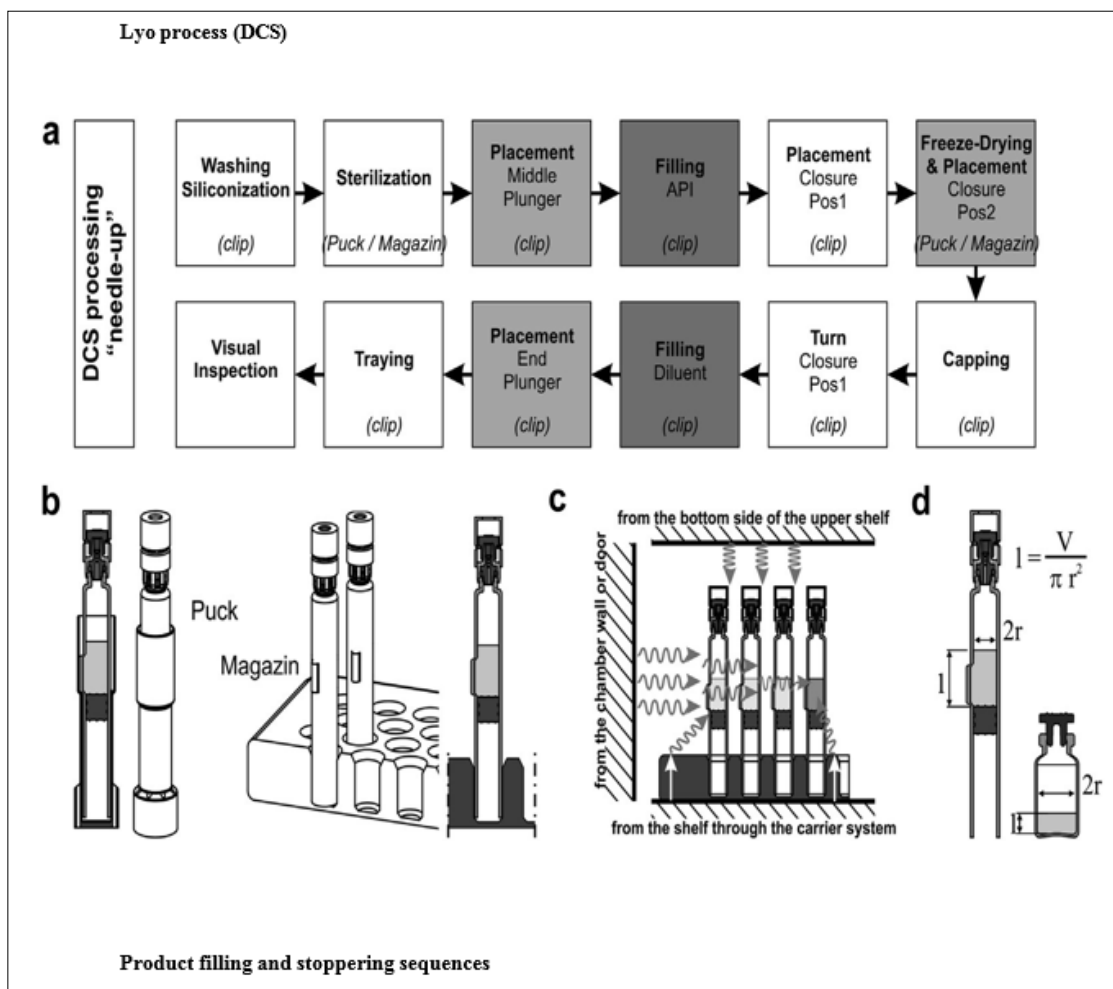 Lyo process (DCS)
a
DCS processing
“needle-up”
Washing
Siliconization
(clip)
Sterilization
(Puck / Magazin)
Placement
Middle
Plunger
(clip)
Filling
API
(clip)
Placement
Closure
Pos1
(clip)
Freeze-Drying
& Placement
Closure
Pos2
(Puck / Magazin)
Visual
Inspection
Traying
(clip)
Placement
End
Plunger
(clip)
Filling
Diluent
(clip)
Turn
Closure
Pos1
(clip)
Capping
(clip)
b
Puck
Magazin
c
from the bottom side of the upper shelf
from the chamber wall or door
from the shelf through the carrier system
d
l = V / π r²
2r
l
2r
l
Product filling and stoppering sequences